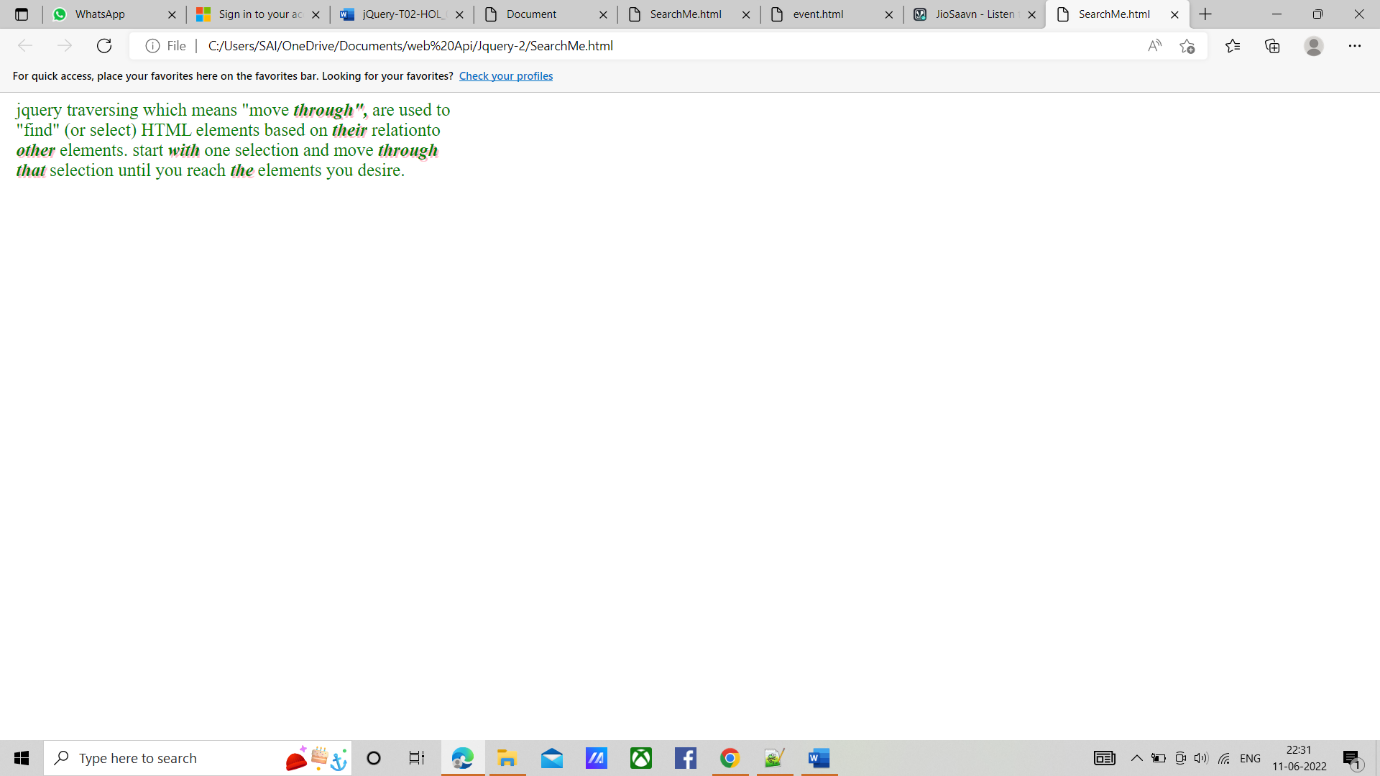 WhatsApp
Sign in to your ac
jQuery-T02-HOL_
Document
SearchMe.html
event.html
JioSaavn - Listen
SearchMe.html
File | C:/Users/SAI/OneDrive/Documents/web%20Api/Jquery-2/SearchMe.html
For quick access, place your favorites here on the favorites bar. Looking for your favorites? Check your profiles
jquery traversing which means "move through", are used to
"find" (or select) HTML elements based on their relationto
other elements. start with one selection and move through
that selection until you reach the elements you desire.
Type here to search
ENG
22:31
11-06-2022
1